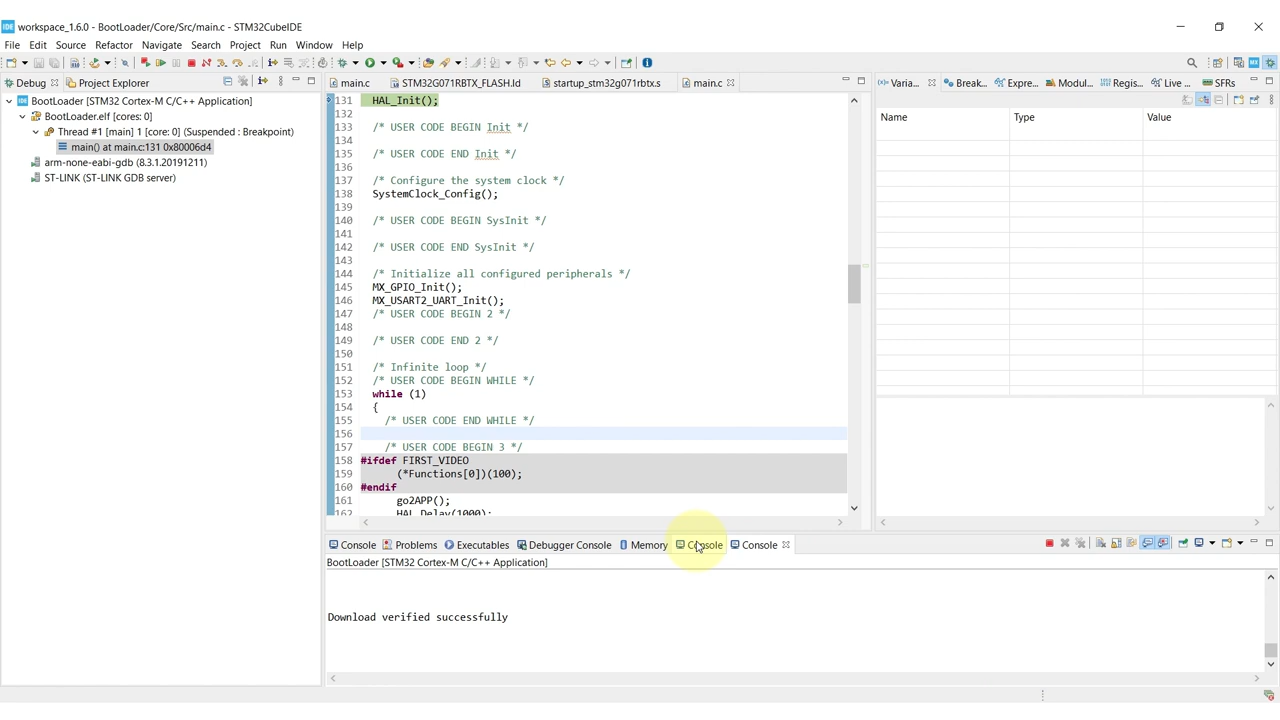 workspace_1.6.0 - BootLoader/Core/Src/main.c - STM32CubeIDE
File Edit Source Refactor Navigate Search Project Run Window Help
Debug Project Explorer
BootLoader [STM32 Cortex-M C/C++ Application]
BootLoader.elf [cores: 0]
Thread #1 [main] 1 [core: 0] (Suspended : Breakpoint)
main() at main.c:131 0x80006d4
arm-none-eabi-gdb (8.3.1.20191211)
ST-LINK (ST-LINK GDB server)
main.c STM32G071RBTX_FLASH.ld startup_stm32g071rbtx.s main.c
131 HAL_Init();
132
133 /* USER CODE BEGIN Init */
134
135 /* USER CODE END Init */
136
137 /* Configure the system clock */
138 SystemClock_Config();
139
140 /* USER CODE BEGIN SysInit */
141
142 /* USER CODE END SysInit */
143
144 /* Initialize all configured peripherals */
145 MX_GPIO_Init();
146 MX_USART2_UART_Init();
147 /* USER CODE BEGIN 2 */
148
149 /* USER CODE END 2 */
150
151 /* Infinite loop */
152 /* USER CODE BEGIN WHILE */
153 while (1)
154 {
155 /* USER CODE END WHILE */
156
157 /* USER CODE BEGIN 3 */
158 #ifdef FIRST_VIDEO
159 (*Functions[0])(100);
160 #endif
161 go2APP();
162 HAL_Delay(1000);
(x)= Varia... Break... Expre... Modul... Regis... Live ... SFRs
Name Type Value
Console Problems Executables Debugger Console Memory Console Console
BootLoader [STM32 Cortex-M C/C++ Application]
Download verified successfully